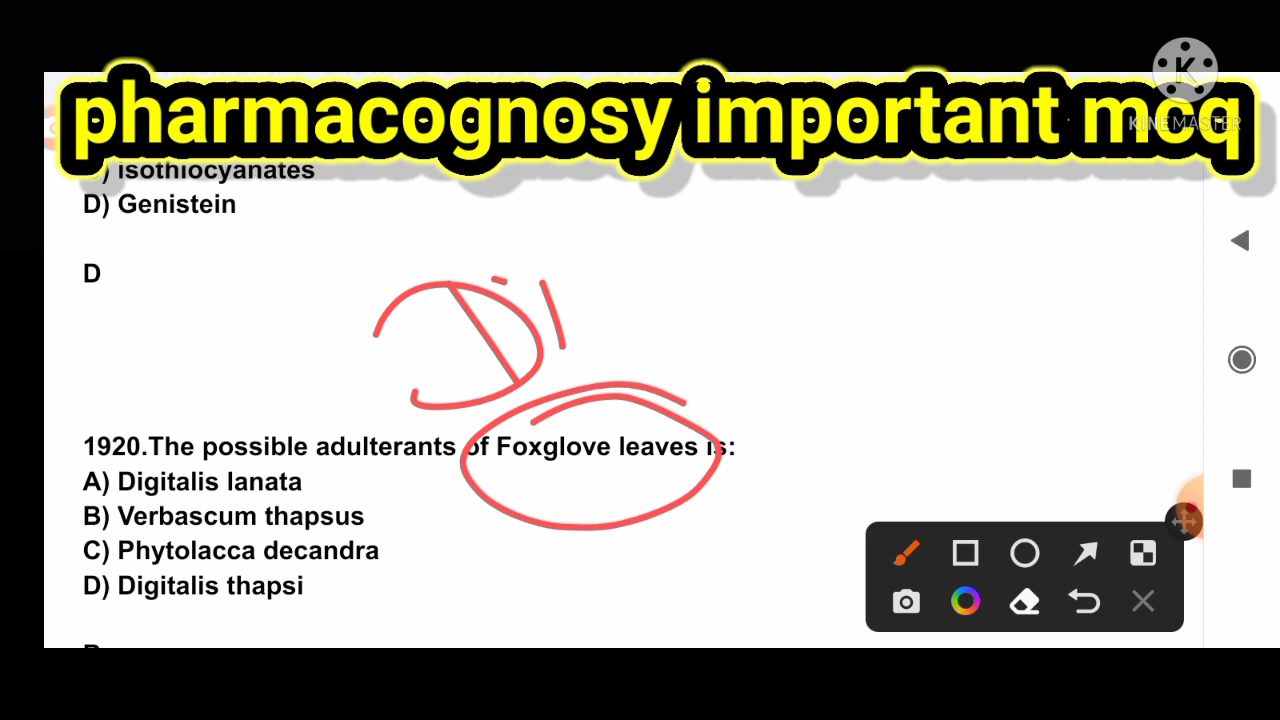 pharmacognosy important mcq
KINEMASTER
) isothiocyanates
D) Genistein
D
Di
1920.The possible adulterants of Foxglove leaves is:
A) Digitalis lanata
B) Verbascum thapsus
C) Phytolacca decandra
D) Digitalis thapsi